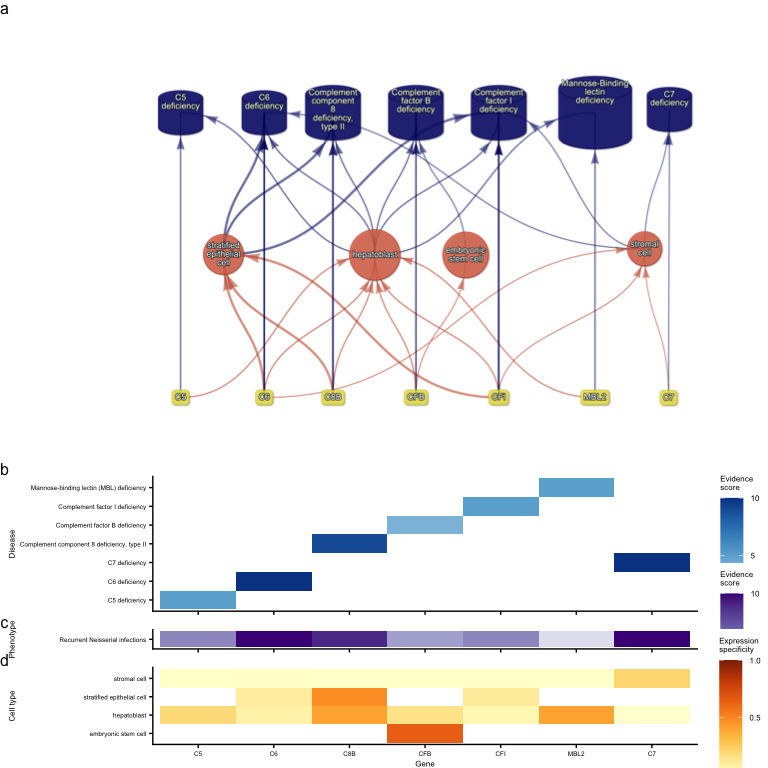 a
C5
deficiency
C6
deficiency
Complement
component
8
deficiency,
type II
Complement
factor B
deficiency
Complement
factor I
deficiency
Mannose-Binding
lectin
deficiency
C7
deficiency
stratified
epithelial
cell
hepatoblast
embryonic
stem cell
stromal
cell
C5
C6
C8B
CFB
CFI
MBL2
C7
b
Disease
Mannose-binding lectin (MBL) deficiency
Complement factor I deficiency
Complement factor B deficiency
Complement component 8 deficiency, type II
C7 deficiency
C6 deficiency
C5 deficiency
Evidence
score
10
5
c
Phenotype
Recurrent Neisserial infections
Evidence
score
10
d
Cell type
stromal cell
stratified epithelial cell
hepatoblast
embryonic stem cell
C5
C6
C8B
CFB
CFI
MBL2
C7
Gene
Expression
specificity
1.0
0.5